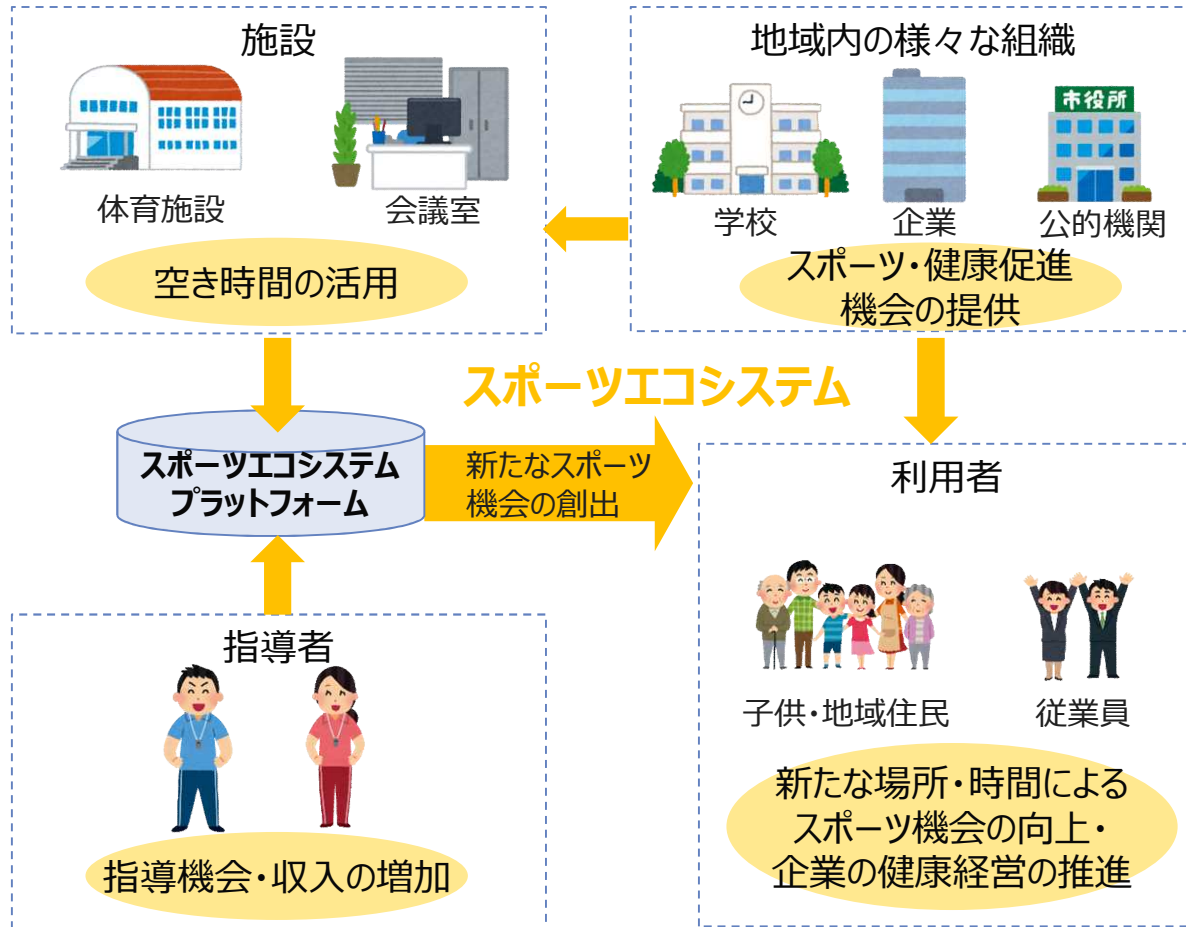 施設
体育施設
会議室
空き時間の活用
地域内の様々な組織
市役所
学校
企業
公的機関
スポーツ・健康促進
機会の提供
スポーツエコシステム
スポーツエコシステム
プラットフォーム
新たなスポーツ
機会の創出
指導者
指導機会・収入の増加
利用者
子供・地域住民
従業員
新たな場所・時間による
スポーツ機会の向上・
企業の健康経営の推進